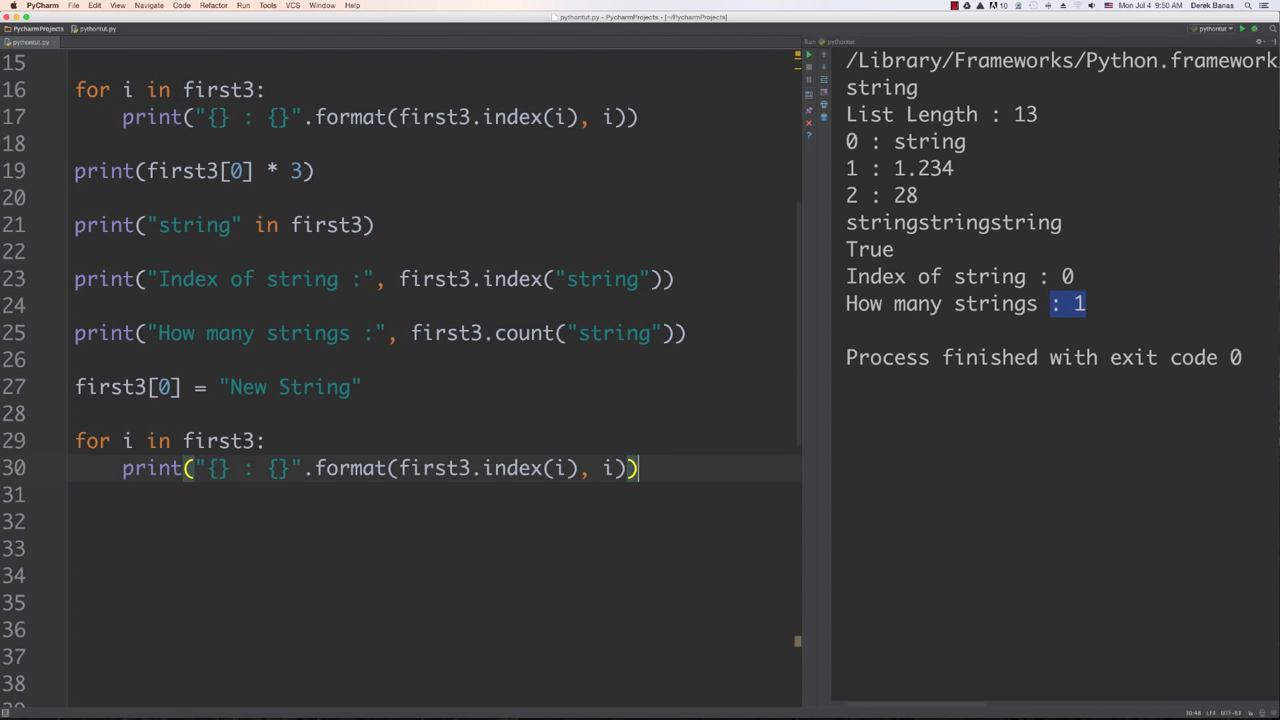 PyCharm File Edit View Navigate Code Refactor Run Tools VCS Window Help
10 Mon Jul 4 9:50 AM Derek Banas
pythontut.py - PycharmProjects - [~/PycharmProjects]
PycharmProjects pythontut.py
pythontut
pythontut.py
Run pythontut
15
16 for i in first3:
17 print("{} : {}".format(first3.index(i), i))
18
19 print(first3[0] * 3)
20
21 print("string" in first3)
22
23 print("Index of string :", first3.index("string"))
24
25 print("How many strings :", first3.count("string"))
26
27 first3[0] = "New String"
28
29 for i in first3:
30 print("{} : {}".format(first3.index(i), i))
31
32
33
34
35
36
37
38
/Library/Frameworks/Python.framework
string
List Length : 13
0 : string
1 : 1.234
2 : 28
stringstringstring
True
Index of string : 0
How many strings : 1
Process finished with exit code 0
30:48 LF‡ UTF-8‡